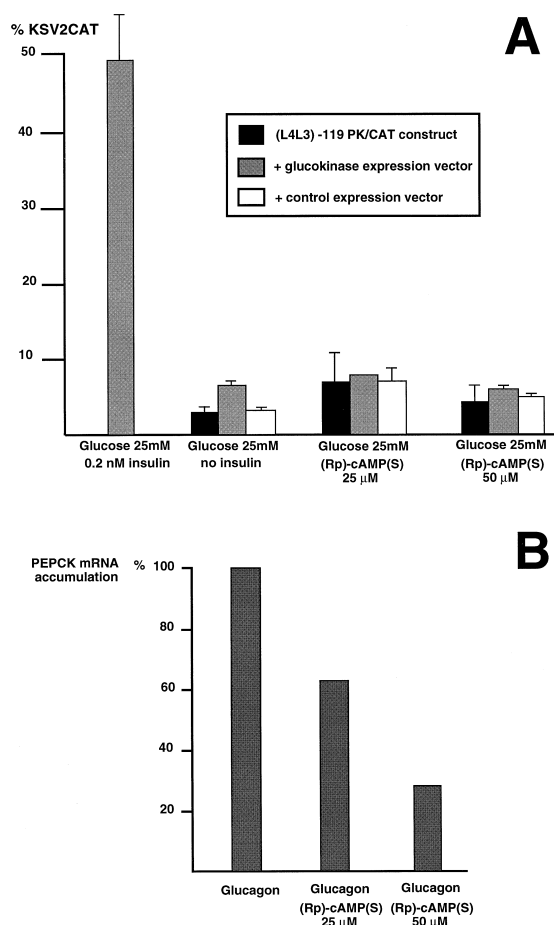 % KSV2CAT
A
50
40
30
20
10
(L4L3) -119 PK/CAT construct
+ glucokinase expression vector
+ control expression vector
Glucose 25mM Glucose 25mM Glucose 25mM Glucose 25mM
0.2 nM insulin no insulin (Rp)-cAMP(S) (Rp)-cAMP(S)
25 µM 50 µM
B
PEPCK mRNA % 100
accumulation
80
60
40
20
Glucagon Glucagon Glucagon
(Rp)-cAMP(S) (Rp)-cAMP(S)
25 µM 50 µM